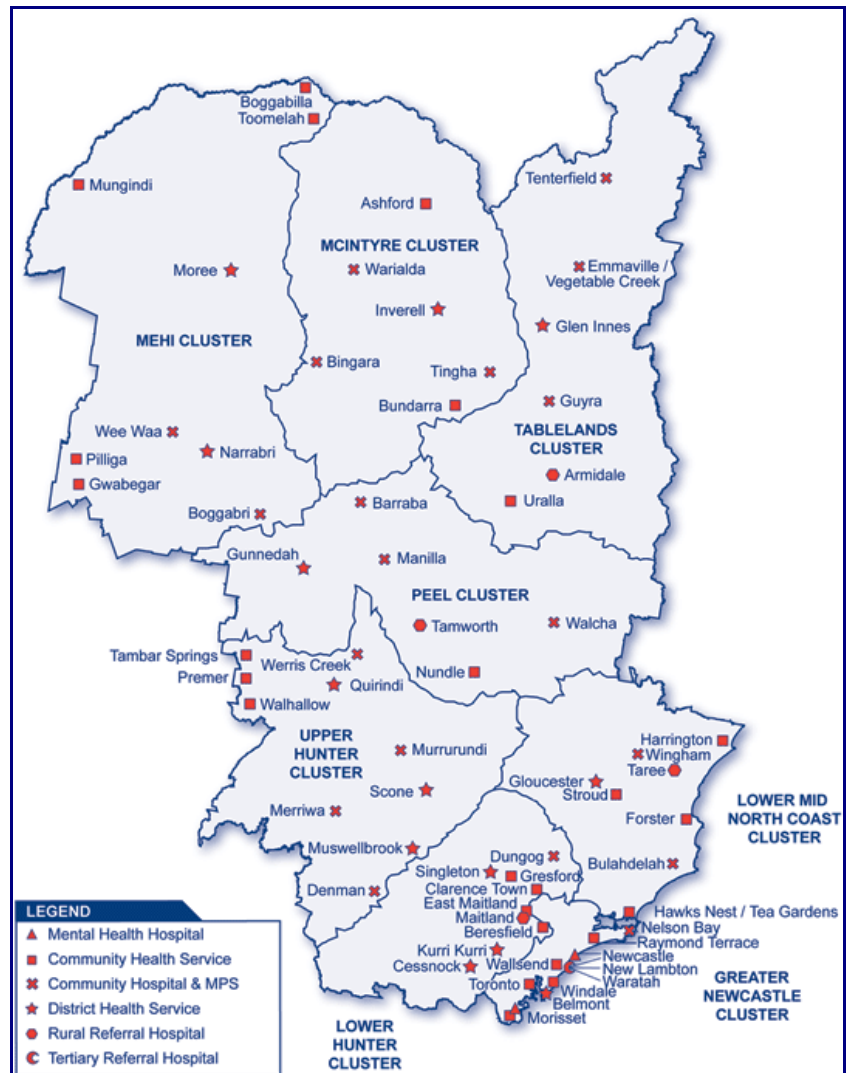 Boggabilla
Toomelah
Mungindi
Tenterfield
Ashford
MCINTYRE CLUSTER
Moree
Warialda
Emmaville /
Vegetable Creek
Inverell
Glen Innes
MEHI CLUSTER
Bingara
Tingha
Bundarra
Guyra
Wee Waa
Narrabri
TABLELANDS
CLUSTER
Pilliga
Gwabegar
Armidale
Uralla
Boggabri
Barraba
Gunnedah
Manilla
PEEL CLUSTER
Tamworth
Walcha
Tambar Springs
Werris Creek
Premer
Quirindi
Nundle
Walhallow
UPPER
HUNTER
CLUSTER
Murrurundi
Harrington
Wingham
Taree
Gloucester
Stroud
Scone
Merriwa
Forster
LOWER MID
NORTH COAST
CLUSTER
Muswellbrook
Dungog
Bulahdelah
Singleton
Gresford
Denman
Clarence Town
East Maitland
Maitland
Beresfield
Hawks Nest / Tea Gardens
Nelson Bay
Raymond Terrace
Kurri Kurri
Newcastle
Cessnock
Wallsend
New Lambton
Waratah
Toronto
Windale
Belmont
Morisset
GREATER
NEWCASTLE
CLUSTER
LOWER
HUNTER
CLUSTER
LEGEND
Mental Health Hospital
Community Health Service
Community Hospital & MPS
District Health Service
Rural Referral Hospital
Tertiary Referral Hospital